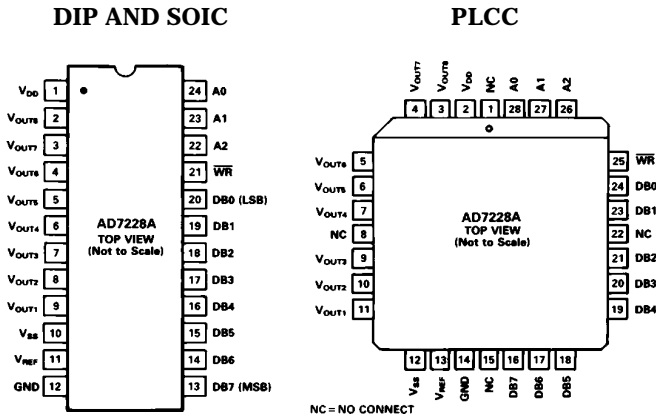 DIP AND SOIC
VDD 1
VOUT8 2
VOUT7 3
VOUT6 4
VOUT5 5
VOUT4 6
VOUT3 7
VOUT2 8
VOUT1 9
VSS 10
VREF 11
GND 12
24 A0
23 A1
22 A2
21 WR
20 DB0 (LSB)
19 DB1
18 DB2
17 DB3
16 DB4
15 DB5
14 DB6
13 DB7 (MSB)
AD7228A
TOP VIEW
(Not to Scale)
PLCC
VOUT7 VOUT8 VDD NC A0 A1 A2
4 3 2 1 28 27 26
VOUT6 5
VOUT5 6
VOUT4 7
NC 8
VOUT3 9
VOUT2 10
VOUT1 11
25 WR
24 DB0
23 DB1
22 NC
21 DB2
20 DB3
19 DB4
AD7228A
TOP VIEW
(Not to Scale)
12 13 14 15 16 17 18
VSS VREF GND NC DB7 DB6 DB5
NC = NO CONNECT